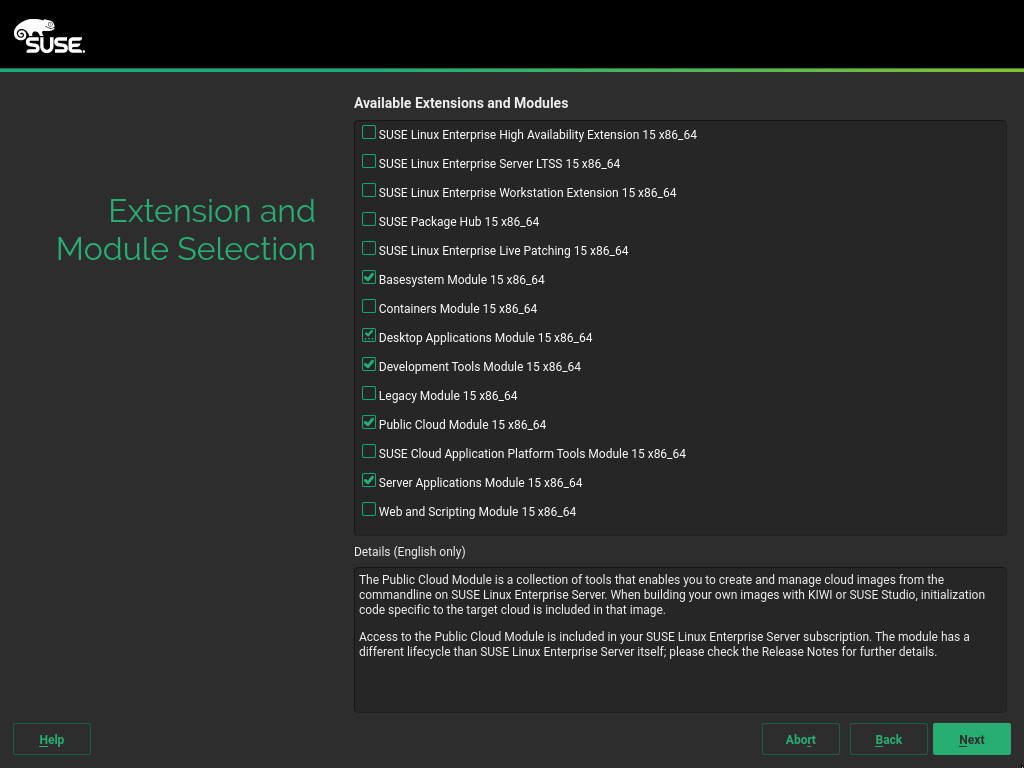 SUSE.
Extension and
Module Selection
Available Extensions and Modules
SUSE Linux Enterprise High Availability Extension 15 x86_64
SUSE Linux Enterprise Server LTSS 15 x86_64
SUSE Linux Enterprise Workstation Extension 15 x86_64
SUSE Package Hub 15 x86_64
SUSE Linux Enterprise Live Patching 15 x86_64
Basesystem Module 15 x86_64
Containers Module 15 x86_64
Desktop Applications Module 15 x86_64
Development Tools Module 15 x86_64
Legacy Module 15 x86_64
Public Cloud Module 15 x86_64
SUSE Cloud Application Platform Tools Module 15 x86_64
Server Applications Module 15 x86_64
Web and Scripting Module 15 x86_64
Details (English only)
The Public Cloud Module is a collection of tools that enables you to create and manage cloud images from the
commandline on SUSE Linux Enterprise Server. When building your own images with KIWI or SUSE Studio, initialization
code specific to the target cloud is included in that image.
Access to the Public Cloud Module is included in your SUSE Linux Enterprise Server subscription. The module has a
different lifecycle than SUSE Linux Enterprise Server itself; please check the Release Notes for further details.
Help
Abort
Back
Next